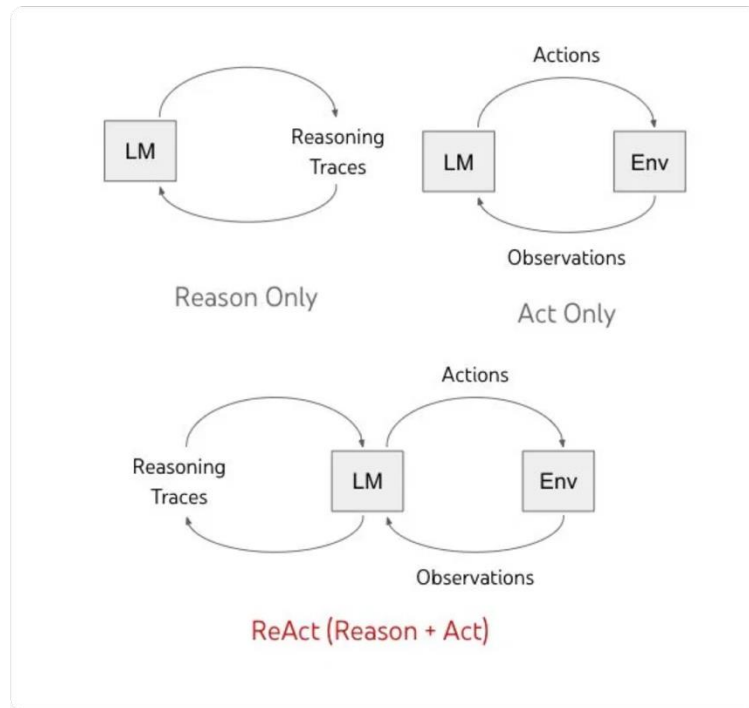 LM
Reasoning
Traces
Reason Only
Actions
LM
Env
Observations
Act Only
Reasoning
Traces
LM
Actions
Env
Observations
ReAct (Reason + Act)